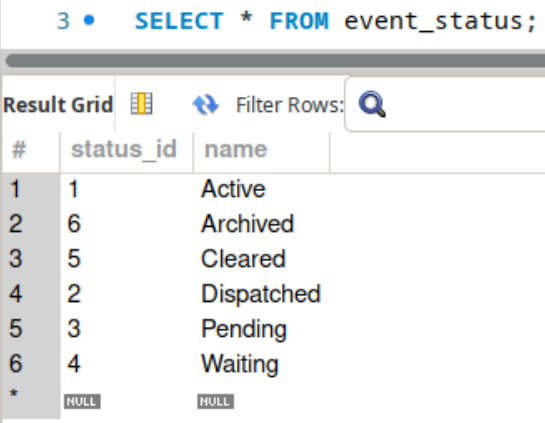 3 SELECT * FROM event_status;
Result Grid Filter Rows:
# status_id name
1 1 Active
2 6 Archived
3 5 Cleared
4 2 Dispatched
5 3 Pending
6 4 Waiting
* NULL NULL